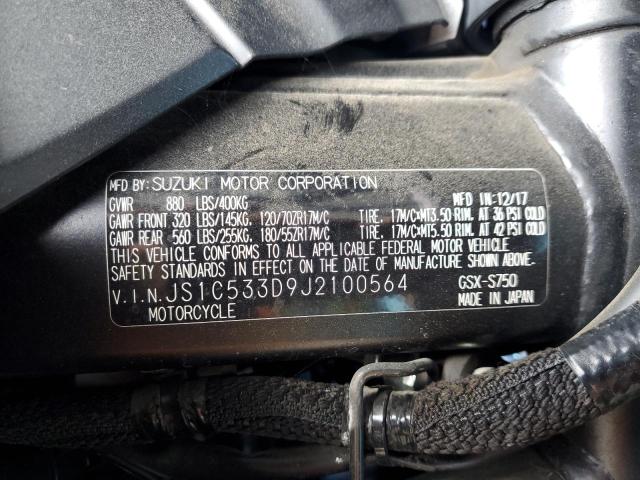 MFD BY: SUZUKI MOTOR CORPORATION MFD IN: 12/17
GVWR 880 LBS/400KG
GAWR FRONT 320 LBS/145KG. 120/70ZR17M/C TIRE, 17M/C×MT3.50 RIM. AT 36 PSI COLD
GAWR REAR 560 LBS/255KG. 180/55ZR17M/C TIRE, 17M/C×MT5.50 RIM. AT 42 PSI COLD
THIS VEHICLE CONFORMS TO ALL APPLICABLE FEDERAL MOTOR VEHICLE
SAFETY STANDARDS IN EFFECT ON THE DATE OF MANUFACTURE SHOWN ABOVE.
V.I.N. JS1C533D9J2100564 GSX-S750
MOTORCYCLE MADE IN JAPAN